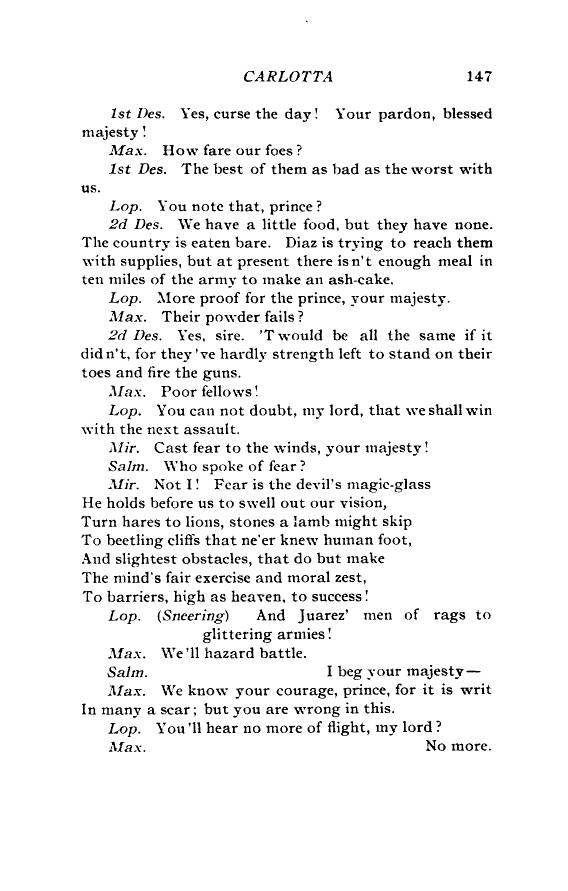 CARLOTTA 147
1st Des. Yes, curse the day! Your pardon, blessed
majesty!
Max. How fare our foes?
1st Des. The best of them as bad as the worst with
us.
Lop. You note that, prince?
2d Des. We have a little food, but they have none.
The country is eaten bare. Diaz is trying to reach them
with supplies, but at present there isn't enough meal in
ten miles of the army to make an ash-cake.
Lop. More proof for the prince, your majesty.
Max. Their powder fails?
2d Des. Yes, sire. 'Twould be all the same if it
didn't, for they've hardly strength left to stand on their
toes and fire the guns.
Max. Poor fellows!
Lop. You can not doubt, my lord, that we shall win
with the next assault.
Mir. Cast fear to the winds, your majesty!
Salm. Who spoke of fear?
Mir. Not I! Fear is the devil's magic-glass
He holds before us to swell out our vision,
Turn hares to lions, stones a lamb might skip
To beetling cliffs that ne'er knew human foot,
And slightest obstacles, that do but make
The mind's fair exercise and moral zest,
To barriers, high as heaven, to success!
Lop. (Sneering) And Juarez' men of rags to
glittering armies!
Max. We'll hazard battle.
Salm. I beg your majesty—
Max. We know your courage, prince, for it is writ
In many a scar; but you are wrong in this.
Lop. You'll hear no more of flight, my lord?
Max. No more.